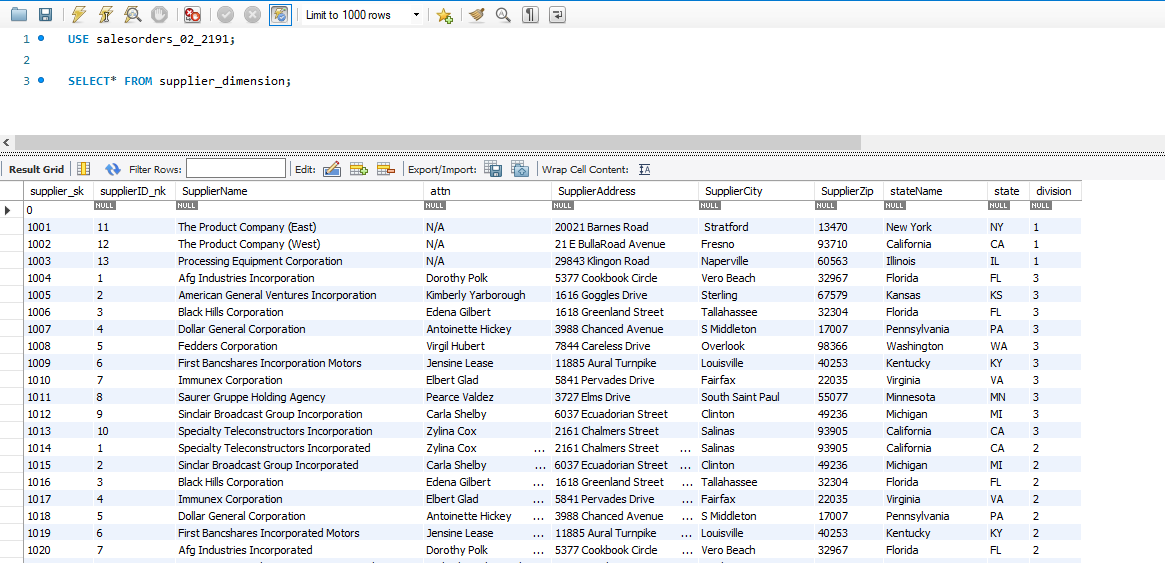 Limit to 1000 rows
1 USE salesorders_02_2191;
2
3 SELECT* FROM supplier_dimension;
Result Grid Filter Rows: Edit: Export/Import: Wrap Cell Content:
supplier_sk supplierID_nk SupplierName attn SupplierAddress SupplierCity SupplierZip stateName state division
0 NULL NULL NULL NULL NULL NULL NULL NULL NULL
1001 11 The Product Company (East) N/A 20021 Barnes Road Stratford 13470 New York NY 1
1002 12 The Product Company (West) N/A 21 E BullaRoad Avenue Fresno 93710 California CA 1
1003 13 Processing Equipment Corporation N/A 29843 Klingon Road Naperville 60563 Illinois IL 1
1004 1 Afg Industries Incorporation Dorothy Polk 5377 Cookbook Circle Vero Beach 32967 Florida FL 3
1005 2 American General Ventures Incorporation Kimberly Yarborough 1616 Goggles Drive Sterling 67579 Kansas KS 3
1006 3 Black Hills Corporation Edena Gilbert 1618 Greenland Street Tallahassee 32304 Florida FL 3
1007 4 Dollar General Corporation Antoinette Hickey 3988 Chanced Avenue S Middleton 17007 Pennsylvania PA 3
1008 5 Fedders Corporation Virgil Hubert 7844 Careless Drive Overlook 98366 Washington WA 3
1009 6 First Bancshares Incorporation Motors Jensine Lease 11885 Aural Turnpike Louisville 40253 Kentucky KY 3
1010 7 Immunex Corporation Elbert Glad 5841 Pervades Drive Fairfax 22035 Virginia VA 3
1011 8 Saurer Gruppe Holding Agency Pearce Valdez 3727 Elms Drive South Saint Paul 55077 Minnesota MN 3
1012 9 Sinclair Broadcast Group Incorporation Carla Shelby 6037 Ecuadorian Street Clinton 49236 Michigan MI 3
1013 10 Specialty Teleconstructors Incorporation Zylina Cox 2161 Chalmers Street Salinas 93905 California CA 3
1014 1 Specialty Teleconstructors Incorporated Zylina Cox ... 2161 Chalmers Street ... Salinas 93905 California CA 2
1015 2 Sinclar Broadcast Group Incorporated Carla Shelby ... 6037 Ecuadorian Street ... Clinton 49236 Michigan MI 2
1016 3 Black Hills Corporation Edena Gilbert ... 1618 Greenland Street ... Tallahassee 32304 Florida FL 2
1017 4 Immunex Corporation Elbert Glad ... 5841 Pervades Drive ... Fairfax 22035 Virginia VA 2
1018 5 Dollar General Corporation Antoinette Hickey ... 3988 Chanced Avenue ... S Middleton 17007 Pennsylvania PA 2
1019 6 First Bancshares Incorporated Motors Jensine Lease ... 11885 Aural Turnpike ... Louisville 40253 Kentucky KY 2
1020 7 Afg Industries Incorporated Dorothy Polk ... 5377 Cookbook Circle ... Vero Beach 32967 Florida FL 2